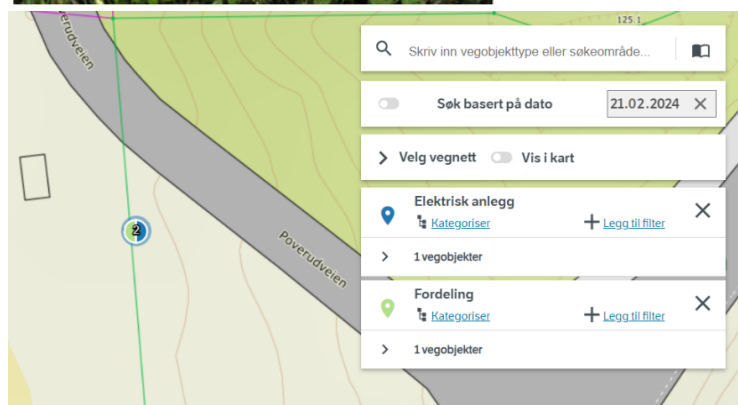 125.1
verudveien
Skriv inn vegobjekttype eller søkeområde...
Søk basert på dato
21.02.2024
Velg vegnett
Vis i kart
2
Poverudveien
Elektrisk anlegg
Kategoriser
Legg til filter
1 vegobjekter
Fordeling
Kategoriser
Legg til filter
1 vegobjekter